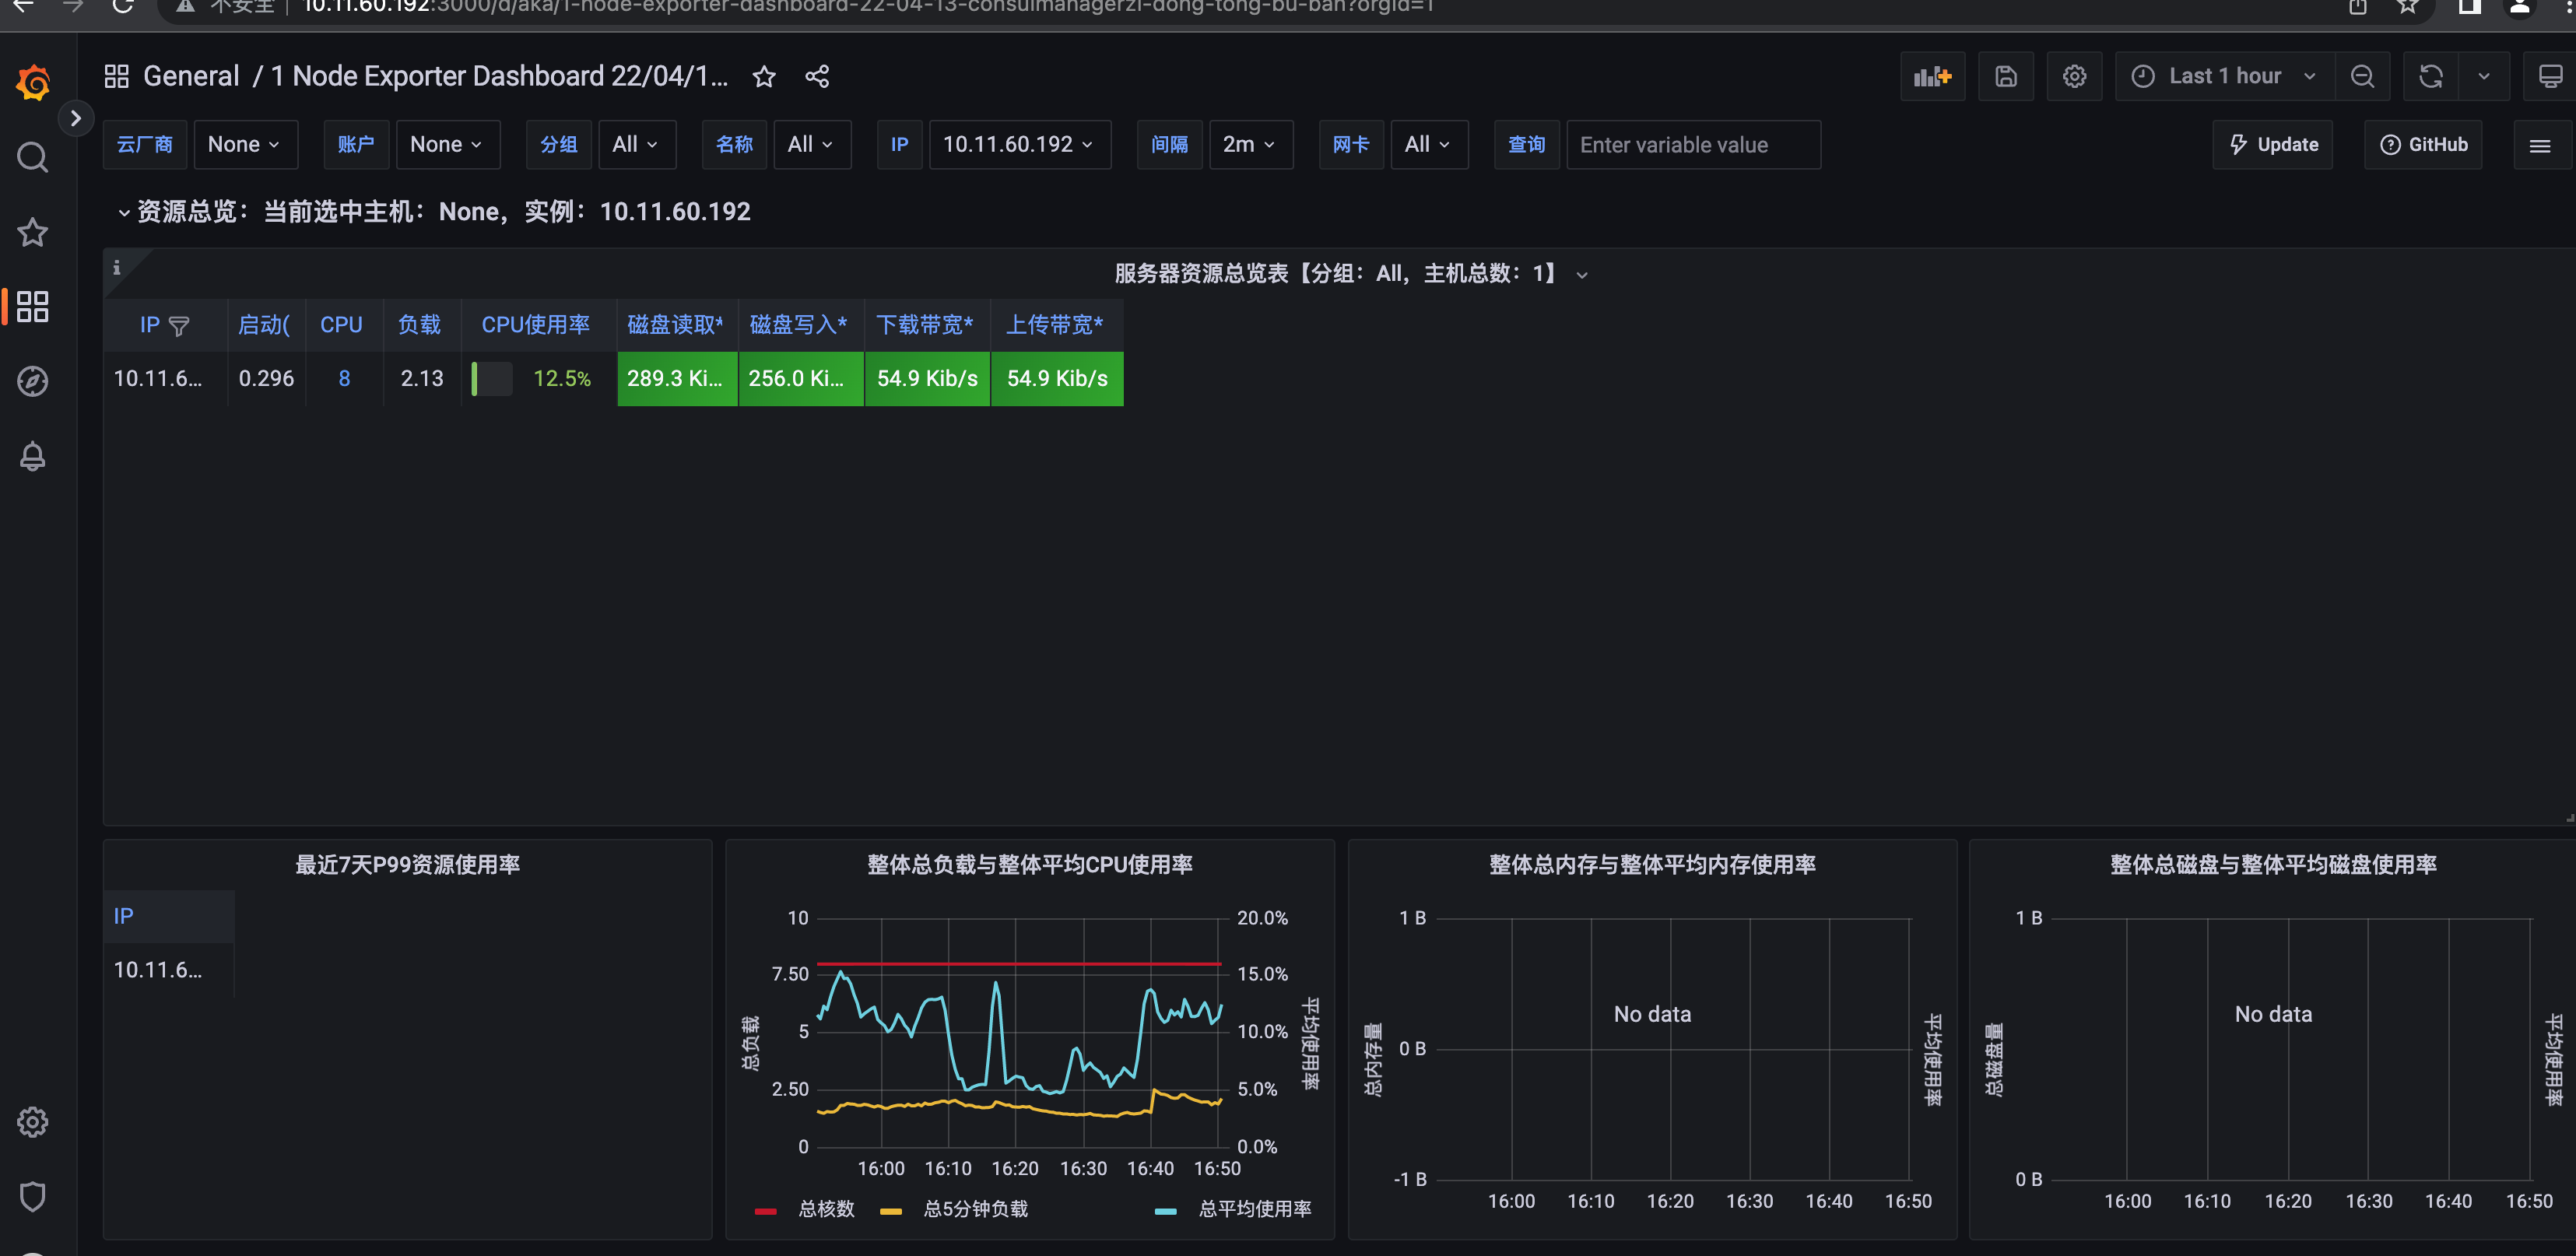 不安全 | 10.11.60.192:3000/d/aka/1-node-exporter-dashboard-22-04-13-consulmanagerzi-dong-tong-bu-ban?orgId=1
General / 1 Node Exporter Dashboard 22/04/1...
Last 1 hour
云厂商 None 账户 None 分组 All 名称 All IP 10.11.60.192 间隔 2m 网卡 All 查询 Enter variable value Update GitHub
资源总览：当前选中主机：None，实例：10.11.60.192
服务器资源总览表【分组：All，主机总数：1】
IP 启动( CPU 负载 CPU使用率 磁盘读取* 磁盘写入* 下载带宽* 上传带宽*
10.11.6... 0.296 8 2.13 12.5% 289.3 Ki... 256.0 Ki... 54.9 Kib/s 54.9 Kib/s
最近7天P99资源使用率
IP
10.11.6...
整体总负载与整体平均CPU使用率
总负载
10
7.50
5
2.50
0
20.0%
15.0%
10.0%
5.0%
0.0%
平均使用率
16:00 16:10 16:20 16:30 16:40 16:50
总核数 总5分钟负载 总平均使用率
整体总内存与整体平均内存使用率
总内存量
1 B
0 B
-1 B
No data
平均使用率
16:00 16:10 16:20 16:30 16:40 16:50
整体总磁盘与整体平均磁盘使用率
总磁盘量
1 B
0 B
No data
平均使用率
16:00 16:10 16:20 16:30 16:40 16:50